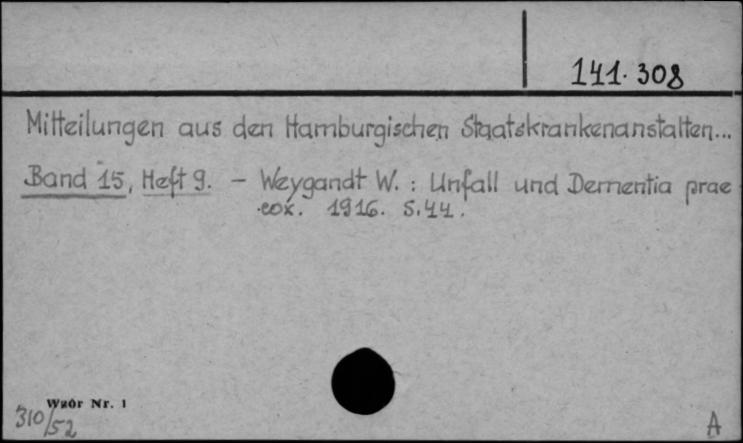 141.308
Mitteilungen aus den Hamburgischen Staatskrankenanstalten...
Band 15, Heft 9. — Weygandt W. : Unfall und Dementia prae
cox. 1916. S.44.
Wzór Nr. 1
310/52
A